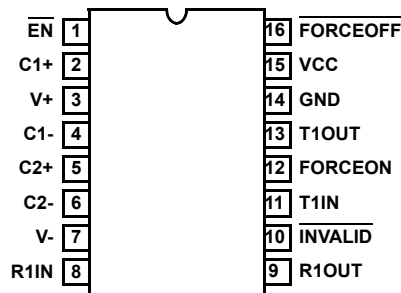 EN 1 16 FORCEOFF
C1+ 2 15 VCC
V+ 3 14 GND
C1- 4 13 T1OUT
C2+ 5 12 FORCEON
C2- 6 11 T1IN
V- 7 10 INVALID
R1IN 8 9 R1OUT